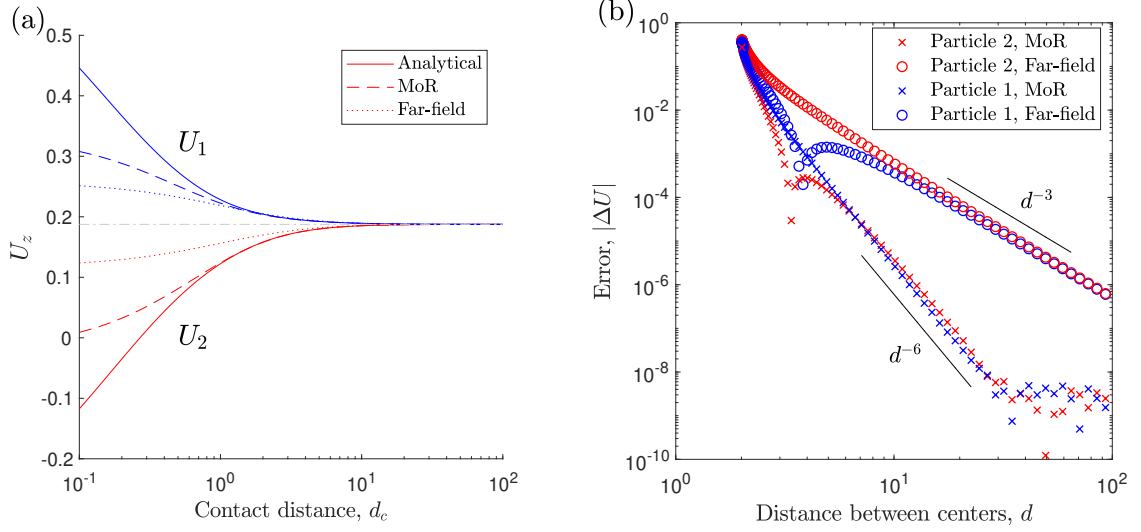 (a)
0.5
0.4
0.3
0.2
0.1
0
-0.1
-0.2
U_z
Analytical
MoR
Far-field
U_1
U_2
10^-1
10^0
10^1
10^2
Contact distance, d_c
(b)
10^0
10^-2
10^-4
10^-6
10^-8
10^-10
Error, |ΔU|
Particle 2, MoR
Particle 2, Far-field
Particle 1, MoR
Particle 1, Far-field
d^-3
d^-6
10^0
10^1
10^2
Distance between centers, d